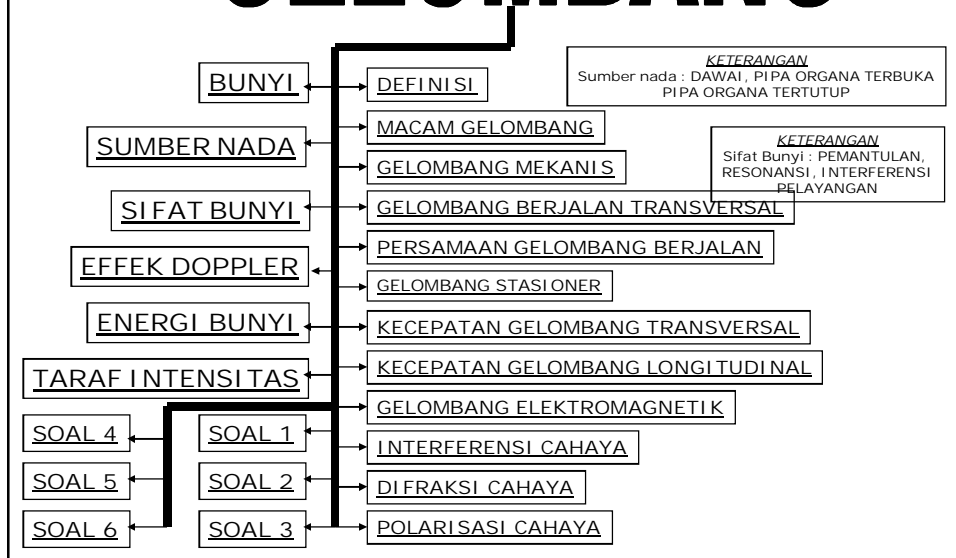 GELOMBANG
BUNYI
SUMBER NADA
SIFAT BUNYI
EFFEK DOPPLER
ENERGI BUNYI
TARAF INTENSITAS
SOAL 4
SOAL 5
SOAL 6
SOAL 1
SOAL 2
SOAL 3
DEFINISI
MACAM GELOMBANG
GELOMBANG MEKANIS
GELOMBANG BERJALAN TRANSVERSAL
PERSAMAAN GELOMBANG BERJALAN
GELOMBANG STASIONER
KECEPATAN GELOMBANG TRANSVERSAL
KECEPATAN GELOMBANG LONGITUDINAL
GELOMBANG ELEKTROMAGNETIK
INTERFERENSI CAHAYA
DIFRAKSI CAHAYA
POLARISASI CAHAYA
KETERANGAN
Sumber nada : DAWAI, PIPA ORGANA TERBUKA
PIPA ORGANA TERTUTUP
KETERANGAN
Sifat Bunyi : PEMANTULAN,
RESONANSI, INTERFERENSI
PELAYANGAN